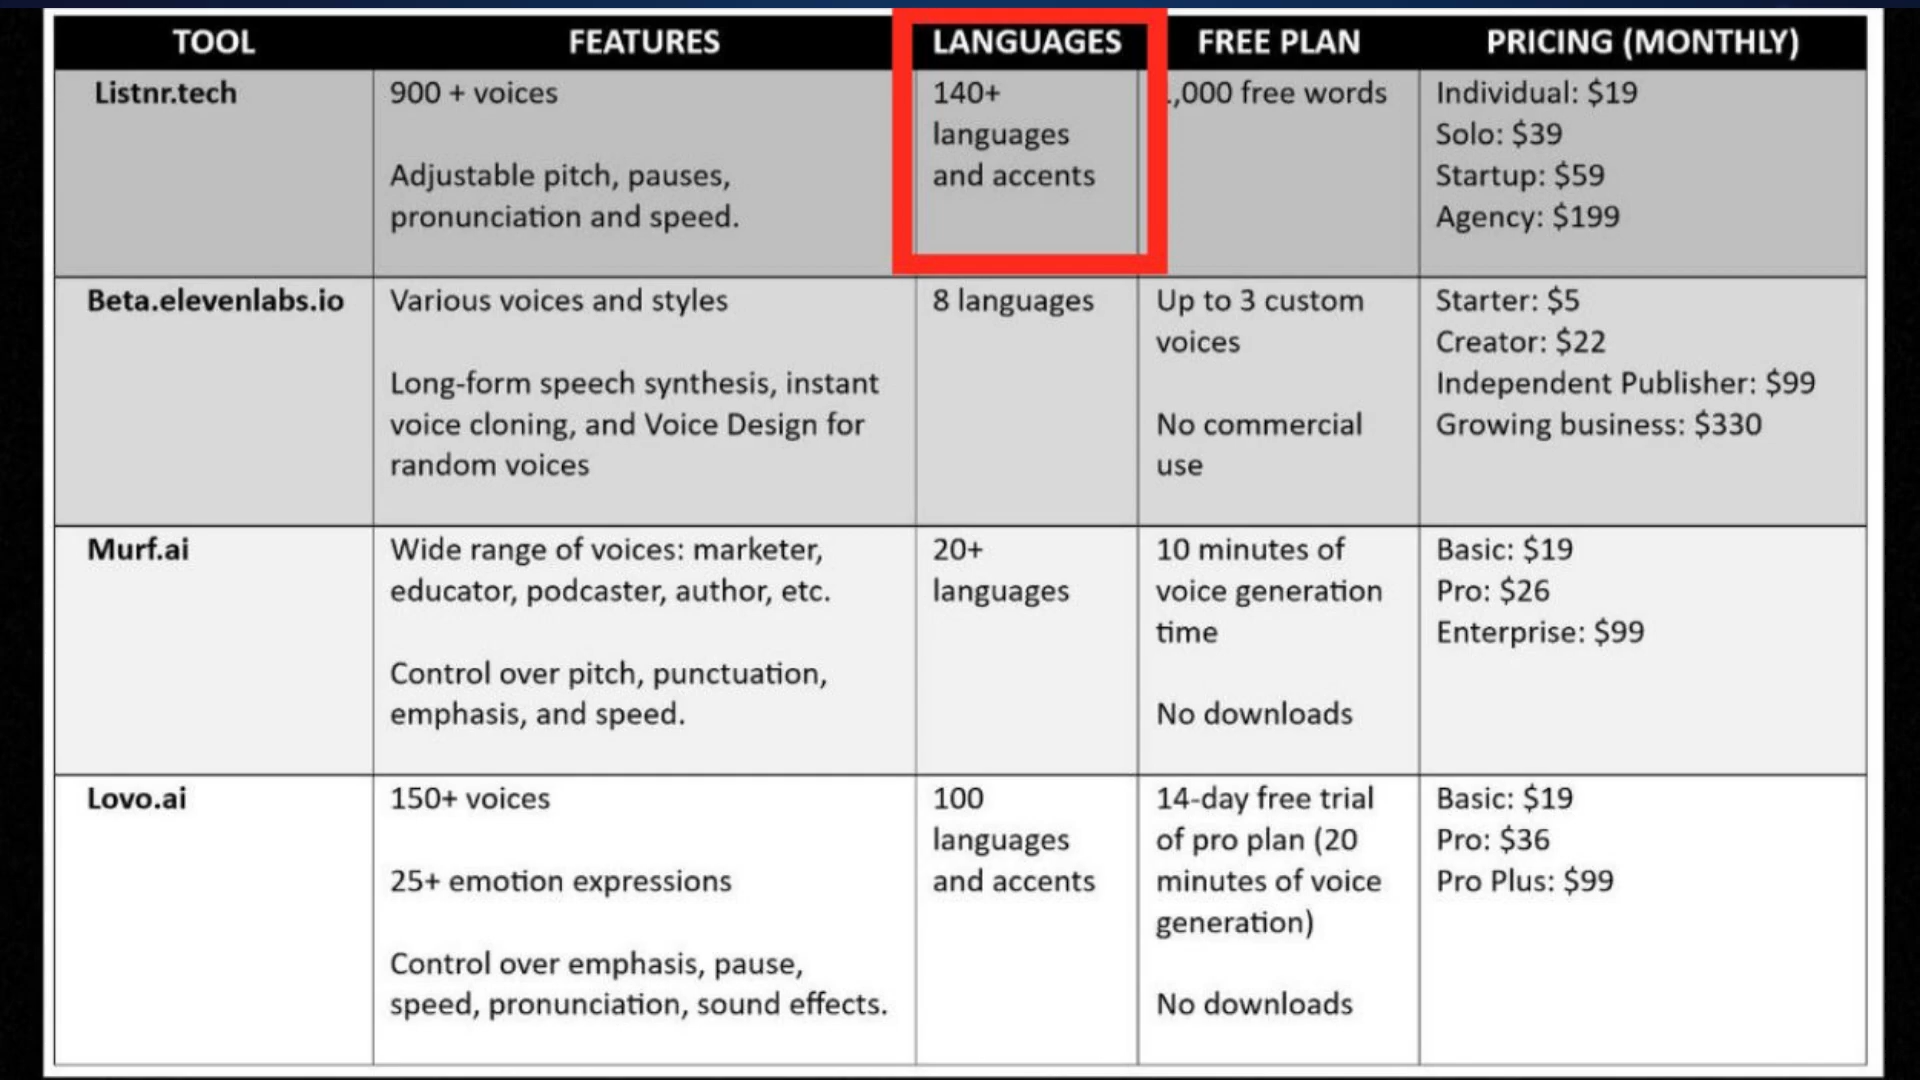 TOOL FEATURES LANGUAGES FREE PLAN PRICING (MONTHLY)
Listnr.tech
900 + voices
Adjustable pitch, pauses,
pronunciation and speed.
140+
languages
and accents
,000 free words
Individual: $19
Solo: $39
Startup: $59
Agency: $199
Beta.elevenlabs.io
Various voices and styles
Long-form speech synthesis, instant
voice cloning, and Voice Design for
random voices
8 languages
Up to 3 custom
voices
No commercial
use
Starter: $5
Creator: $22
Independent Publisher: $99
Growing business: $330
Murf.ai
Wide range of voices: marketer,
educator, podcaster, author, etc.
Control over pitch, punctuation,
emphasis, and speed.
20+
languages
10 minutes of
voice generation
time
No downloads
Basic: $19
Pro: $26
Enterprise: $99
Lovo.ai
150+ voices
25+ emotion expressions
Control over emphasis, pause,
speed, pronunciation, sound effects.
100
languages
and accents
14-day free trial
of pro plan (20
minutes of voice
generation)
No downloads
Basic: $19
Pro: $36
Pro Plus: $99